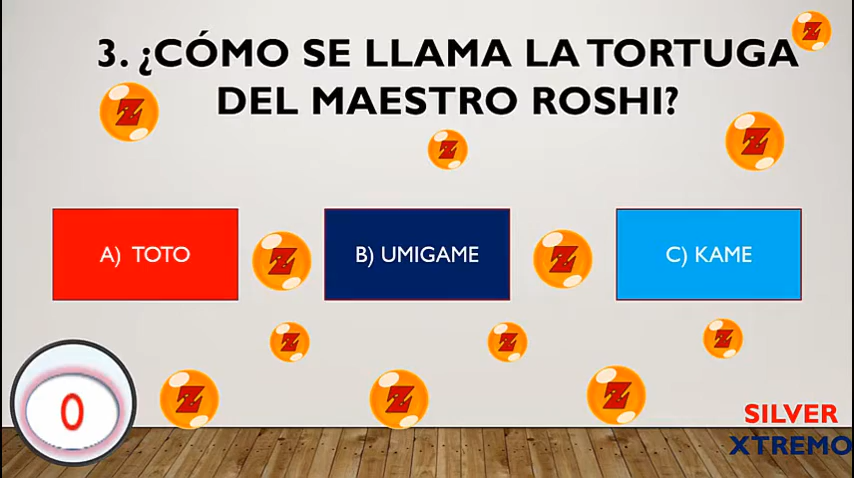 3. ¿CÓMO SE LLAMA LA TORTUGA
DEL MAESTRO ROSHI?
Z
Z
Z
Z
A) TOTO
Z
B) UMIGAME
Z
C) KAME
Z
Z
Z
Z
Z
Z
0
SILVER
XTREMO